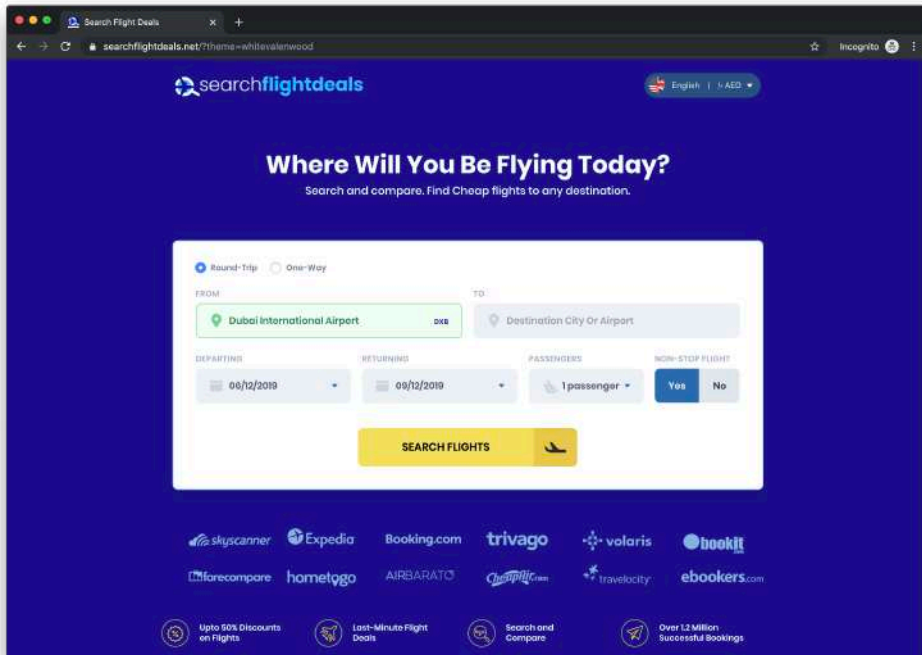 Search Flight Deals
searchflightdeals.net/?theme=whitevalenwood
Incognito
searchflightdeals
English | AED
Where Will You Be Flying Today?
Search and compare. Find Cheap flights to any destination.
Round-Trip One-Way
FROM TO
Dubai International Airport DXB Destination City Or Airport
DEPARTING RETURNING PASSENGERS NON-STOP FLIGHT
06/12/2019 09/12/2019 1 passenger Yes No
SEARCH FLIGHTS
skyscanner Expedia Booking.com trivago volaris bookit
farecompare hometogo AIRBARATO CheapTic.com travelocity ebookers.com
Upto 50% Discounts Last-Minute Flight Search and Over 1.2 Million
on Flights Deals Compare Successful Bookings